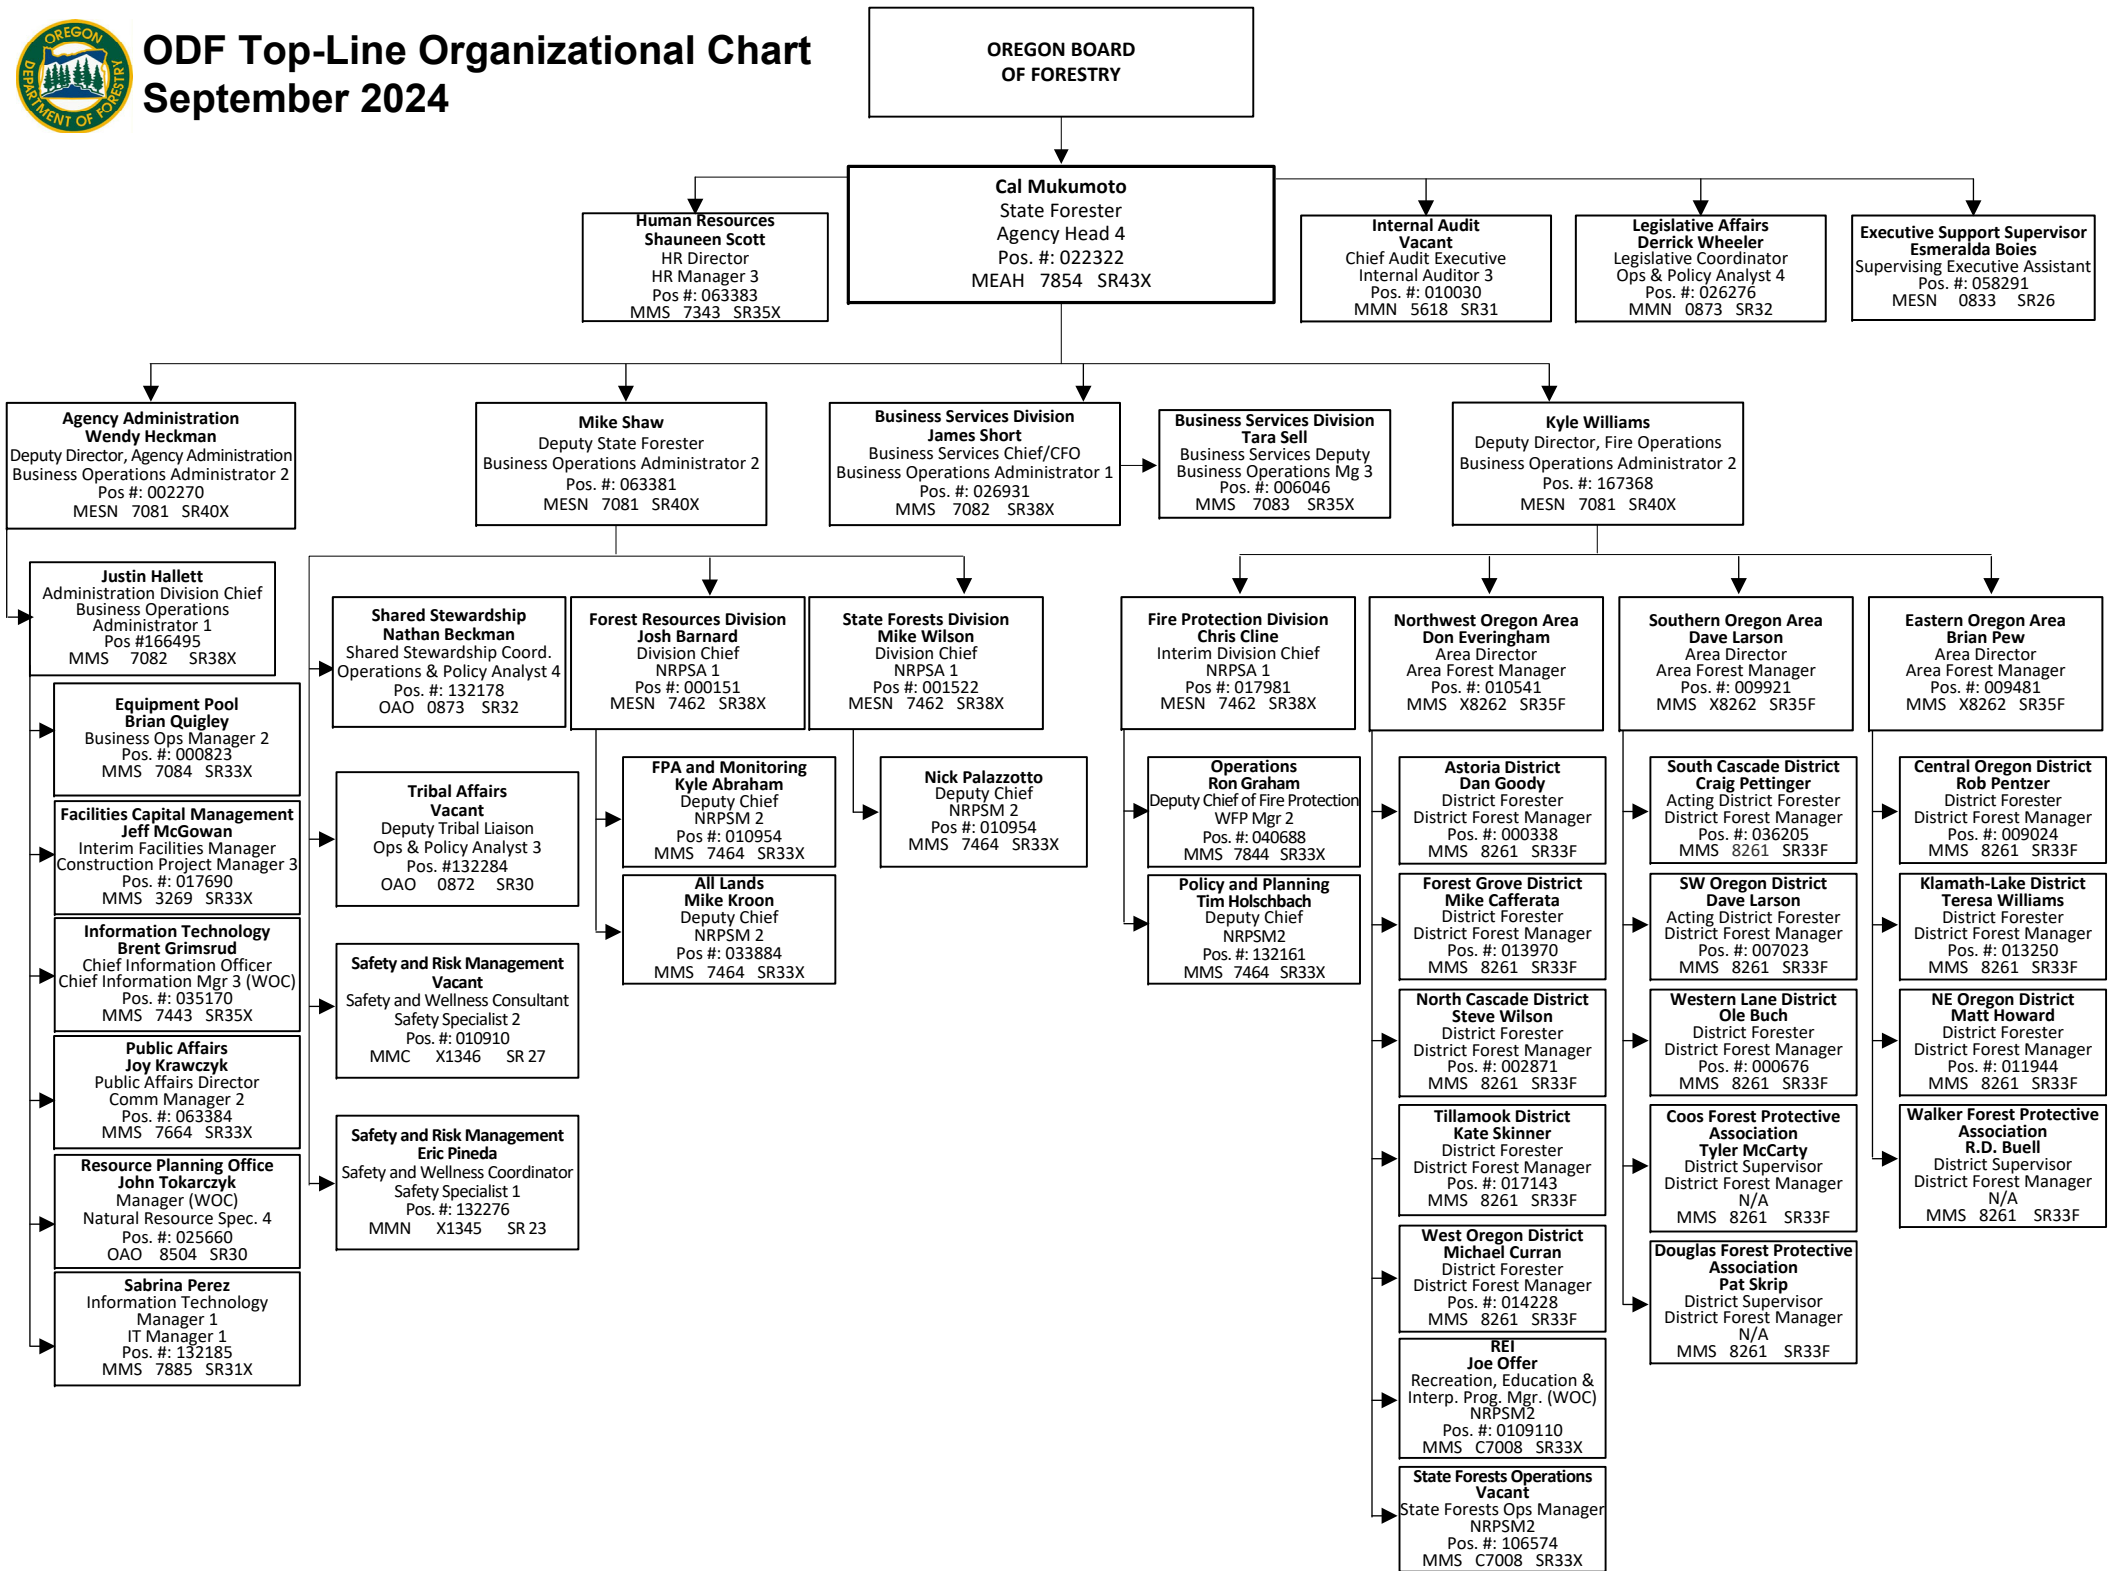 OREGON
DEPARTMENT OF FORESTRY
ODF Top-Line Organizational Chart
September 2024
OREGON BOARD
OF FORESTRY
Cal Mukumoto
State Forester
Agency Head 4
Pos. #: 022322
MEAH 7854 SR43X
Human Resources
Shauneen Scott
HR Director
HR Manager 3
Pos #: 063383
MMS 7343 SR35X
Internal Audit
Vacant
Chief Audit Executive
Internal Auditor 3
Pos. #: 010030
MMN 5618 SR31
Legislative Affairs
Derrick Wheeler
Legislative Coordinator
Ops & Policy Analyst 4
Pos. #: 026276
MMN 0873 SR32
Executive Support Supervisor
Esmeralda Boies
Supervising Executive Assistant
Pos. #: 058291
MESN 0833 SR26
Agency Administration
Wendy Heckman
Deputy Director, Agency Administration
Business Operations Administrator 2
Pos #: 002270
MESN 7081 SR40X
Mike Shaw
Deputy State Forester
Business Operations Administrator 2
Pos. #: 063381
MESN 7081 SR40X
Business Services Division
James Short
Business Services Chief/CFO
Business Operations Administrator 1
Pos. #: 026931
MMS 7082 SR38X
Business Services Division
Tara Sell
Business Services Deputy
Business Operations Mg 3
Pos. #: 006046
MMS 7083 SR35X
Kyle Williams
Deputy Director, Fire Operations
Business Operations Administrator 2
Pos. #: 167368
MESN 7081 SR40X
Justin Hallett
Administration Division Chief
Business Operations
Administrator 1
Pos #166495
MMS 7082 SR38X
Equipment Pool
Brian Quigley
Business Ops Manager 2
Pos. #: 000823
MMS 7084 SR33X
Facilities Capital Management
Jeff McGowan
Interim Facilities Manager
Construction Project Manager 3
Pos. #: 017690
MMS 3269 SR33X
Information Technology
Brent Grimsrud
Chief Information Officer
Chief Information Mgr 3 (WOC)
Pos. #: 035170
MMS 7443 SR35X
Public Affairs
Joy Krawczyk
Public Affairs Director
Comm Manager 2
Pos. #: 063384
MMS 7664 SR33X
Resource Planning Office
John Tokarczyk
Manager (WOC)
Natural Resource Spec. 4
Pos. #: 025660
OAO 8504 SR30
Sabrina Perez
Information Technology
Manager 1
IT Manager 1
Pos. #: 132185
MMS 7885 SR31X
Shared Stewardship
Nathan Beckman
Shared Stewardship Coord.
Operations & Policy Analyst 4
Pos. #: 132178
OAO 0873 SR32
Tribal Affairs
Vacant
Deputy Tribal Liaison
Ops & Policy Analyst 3
Pos. #132284
OAO 0872 SR30
Safety and Risk Management
Vacant
Safety and Wellness Consultant
Safety Specialist 2
Pos. #: 010910
MMC X1346 SR 27
Safety and Risk Management
Eric Pineda
Safety and Wellness Coordinator
Safety Specialist 1
Pos. #: 132276
MMN X1345 SR 23
Forest Resources Division
Josh Barnard
Division Chief
NRPSA 1
Pos #: 000151
MESN 7462 SR38X
FPA and Monitoring
Kyle Abraham
Deputy Chief
NRPSM 2
Pos #: 010954
MMS 7464 SR33X
All Lands
Mike Kroon
Deputy Chief
NRPSM 2
Pos #: 033884
MMS 7464 SR33X
State Forests Division
Mike Wilson
Division Chief
NRPSA 1
Pos #: 001522
MESN 7462 SR38X
Nick Palazzotto
Deputy Chief
NRPSM 2
Pos #: 010954
MMS 7464 SR33X
Fire Protection Division
Chris Cline
Interim Division Chief
NRPSA 1
Pos #: 017981
MESN 7462 SR38X
Operations
Ron Graham
Deputy Chief of Fire Protection
WFP Mgr 2
Pos. #: 040688
MMS 7844 SR33X
Policy and Planning
Tim Holschbach
Deputy Chief
NRPSM2
Pos. #: 132161
MMS 7464 SR33X
Northwest Oregon Area
Don Everingham
Area Director
Area Forest Manager
Pos. #: 010541
MMS X8262 SR35F
Astoria District
Dan Goody
District Forester
District Forest Manager
Pos. #: 000338
MMS 8261 SR33F
Forest Grove District
Mike Cafferata
District Forester
District Forest Manager
Pos. #: 013970
MMS 8261 SR33F
North Cascade District
Steve Wilson
District Forester
District Forest Manager
Pos. #: 002871
MMS 8261 SR33F
Tillamook District
Kate Skinner
District Forester
District Forest Manager
Pos. #: 017143
MMS 8261 SR33F
West Oregon District
Michael Curran
District Forester
District Forest Manager
Pos. #: 014228
MMS 8261 SR33F
REI
Joe Offer
Recreation, Education &
Interp. Prog. Mgr. (WOC)
NRPSM2
Pos. #: 0109110
MMS C7008 SR33X
State Forests Operations
Vacant
State Forests Ops Manager
NRPSM2
Pos. #: 106574
MMS C7008 SR33X
Southern Oregon Area
Dave Larson
Area Director
Area Forest Manager
Pos. #: 009921
MMS X8262 SR35F
South Cascade District
Craig Pettinger
Acting District Forester
District Forest Manager
Pos. #: 036205
MMS 8261 SR33F
SW Oregon District
Dave Larson
Acting District Forester
District Forest Manager
Pos. #: 007023
MMS 8261 SR33F
Western Lane District
Ole Buch
District Forester
District Forest Manager
Pos. #: 000676
MMS 8261 SR33F
Coos Forest Protective
Association
Tyler McCarty
District Supervisor
District Forest Manager
N/A
MMS 8261 SR33F
Douglas Forest Protective
Association
Pat Skrip
District Supervisor
District Forest Manager
N/A
MMS 8261 SR33F
Eastern Oregon Area
Brian Pew
Area Director
Area Forest Manager
Pos. #: 009481
MMS X8262 SR35F
Central Oregon District
Rob Pentzer
District Forester
District Forest Manager
Pos. #: 009024
MMS 8261 SR33F
Klamath-Lake District
Teresa Williams
District Forester
District Forest Manager
Pos. #: 013250
MMS 8261 SR33F
NE Oregon District
Matt Howard
District Forester
District Forest Manager
Pos. #: 011944
MMS 8261 SR33F
Walker Forest Protective
Association
R.D. Buell
District Supervisor
District Forest Manager
N/A
MMS 8261 SR33F